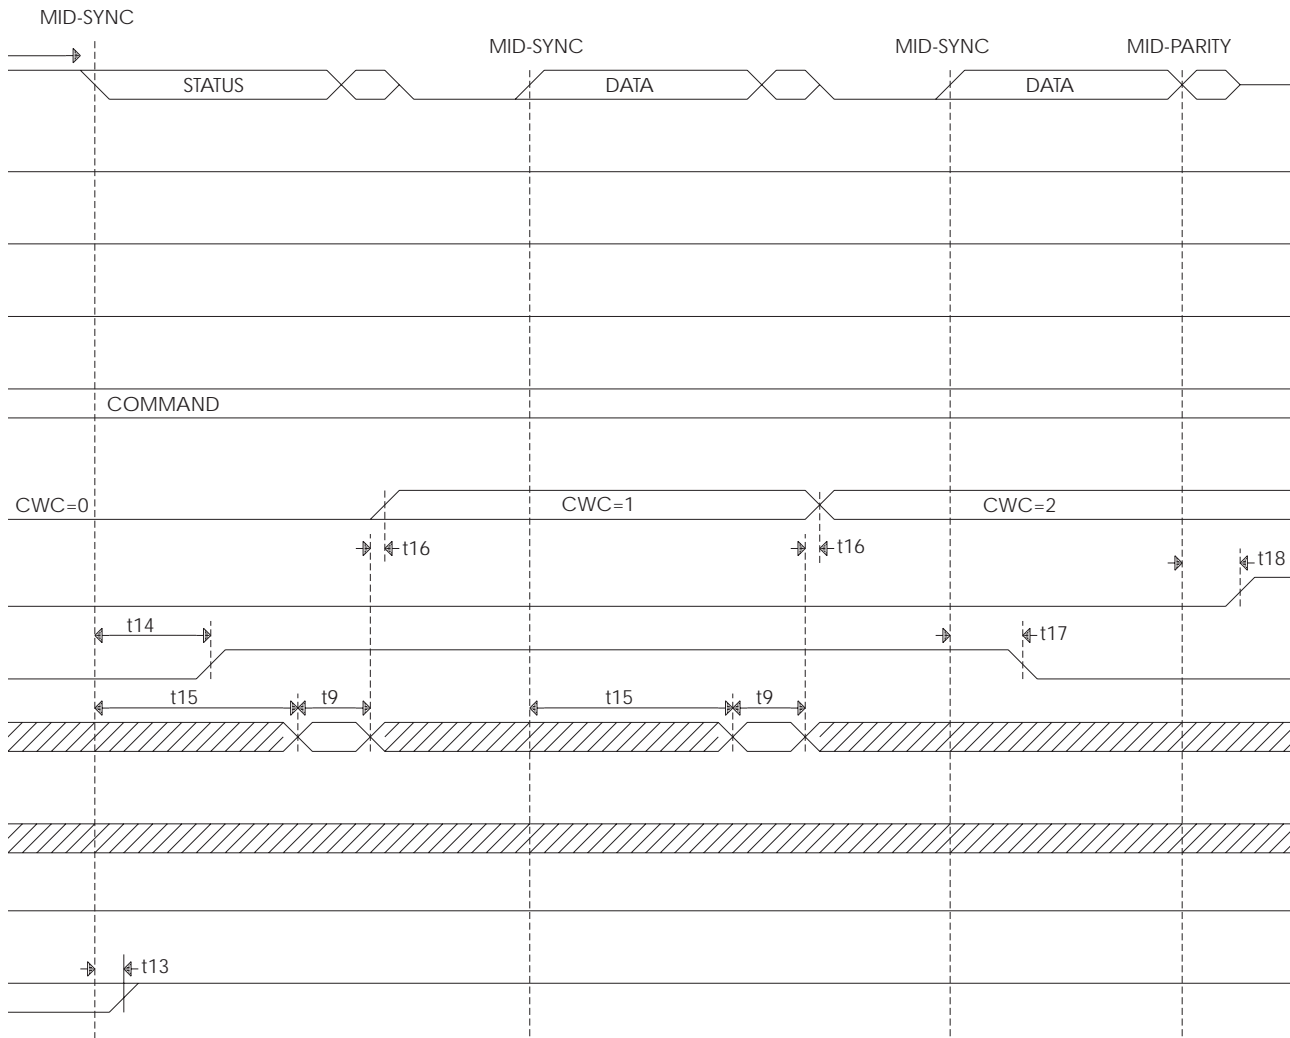 MID-SYNC
MID-SYNC MID-SYNC MID-PARITY
STATUS DATA DATA
COMMAND
CWC=0 CWC=1 CWC=2
t16 t16 t18
t14 t17
t15 t9 t15 t9
t13